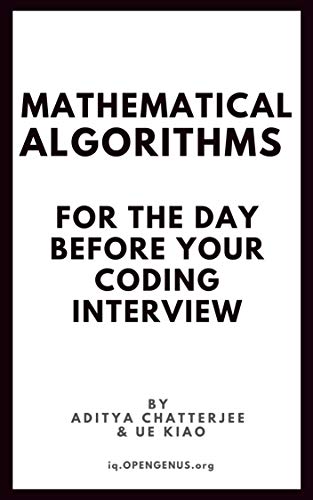 MATHEMATICAL
ALGORITHMS
FOR THE DAY
BEFORE YOUR
CODING
INTERVIEW
BY
ADITYA CHATTERJEE
& UE KIAO
iq.OPENGENUS.org